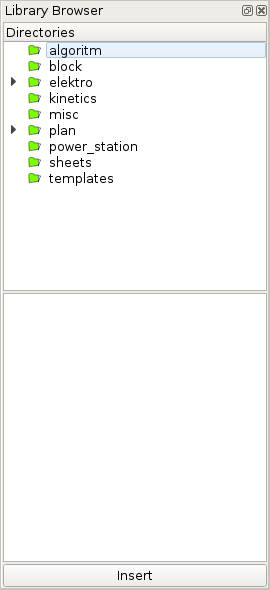 Library Browser
Directories
algoritm
block
elektro
kinetics
misc
plan
power_station
sheets
templates
Insert